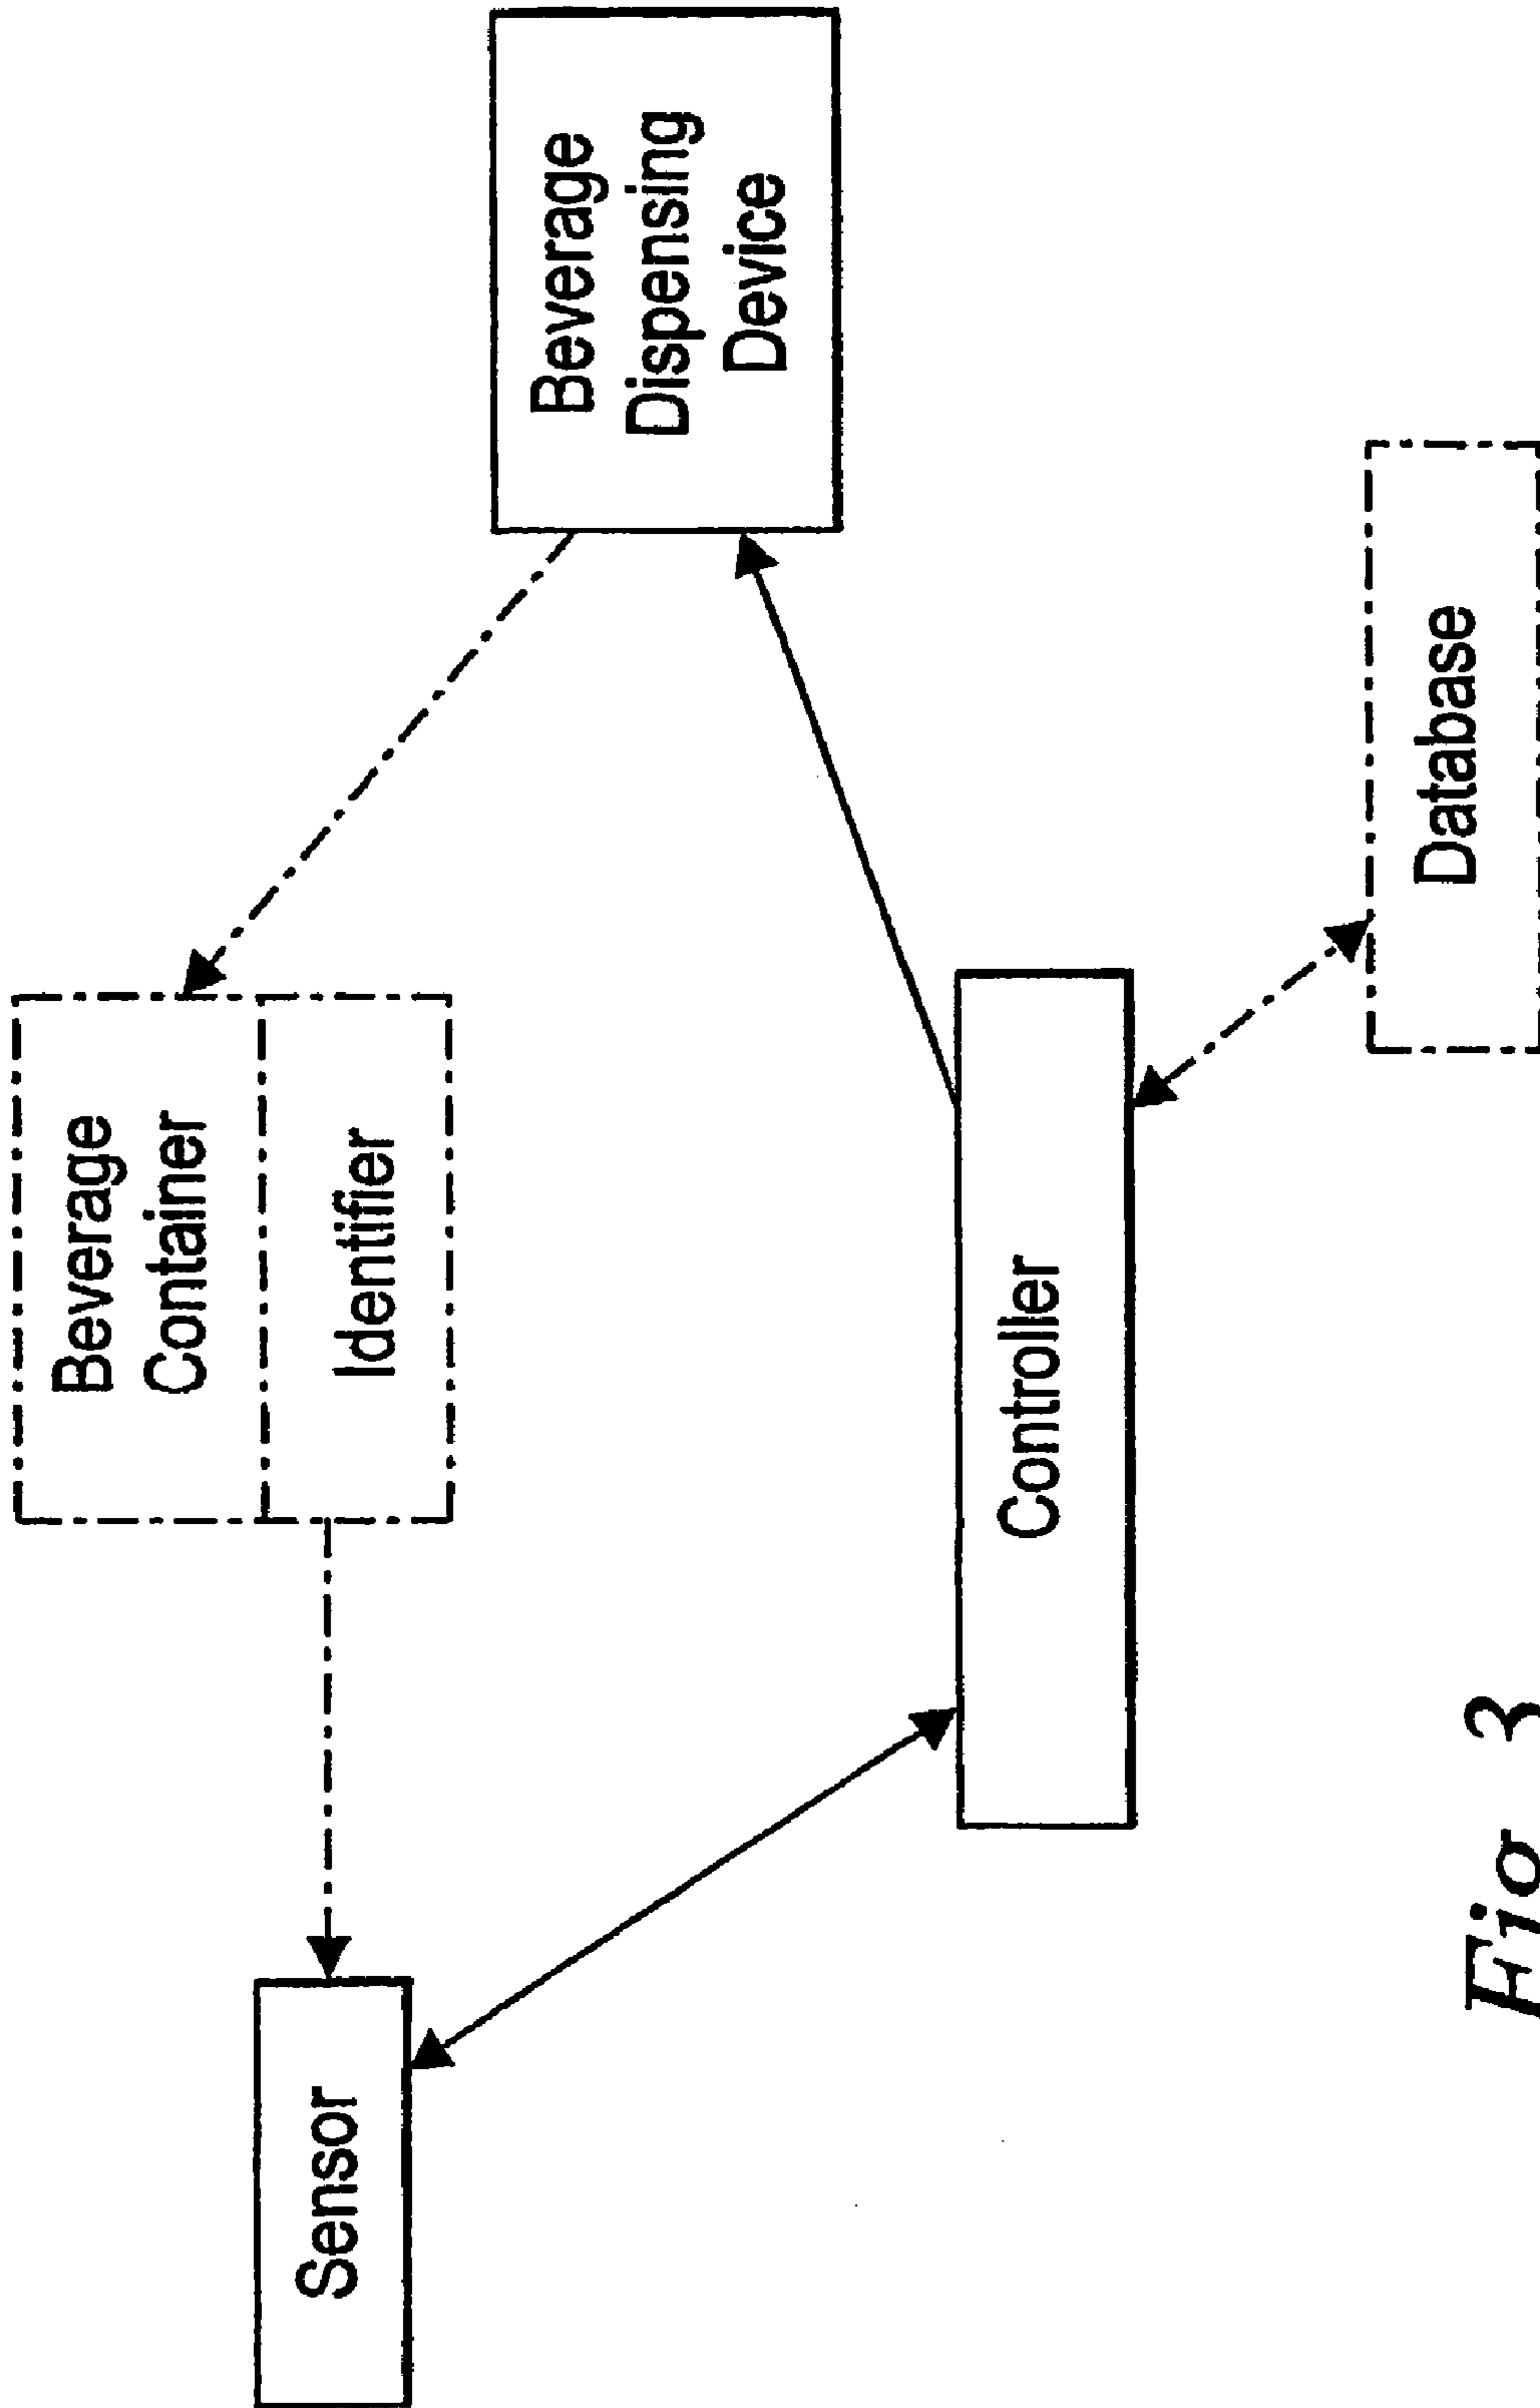 Beverage
Container
Identifier
Sensor
Beverage
Dispensing
Device
Controller
Database
Fig 3